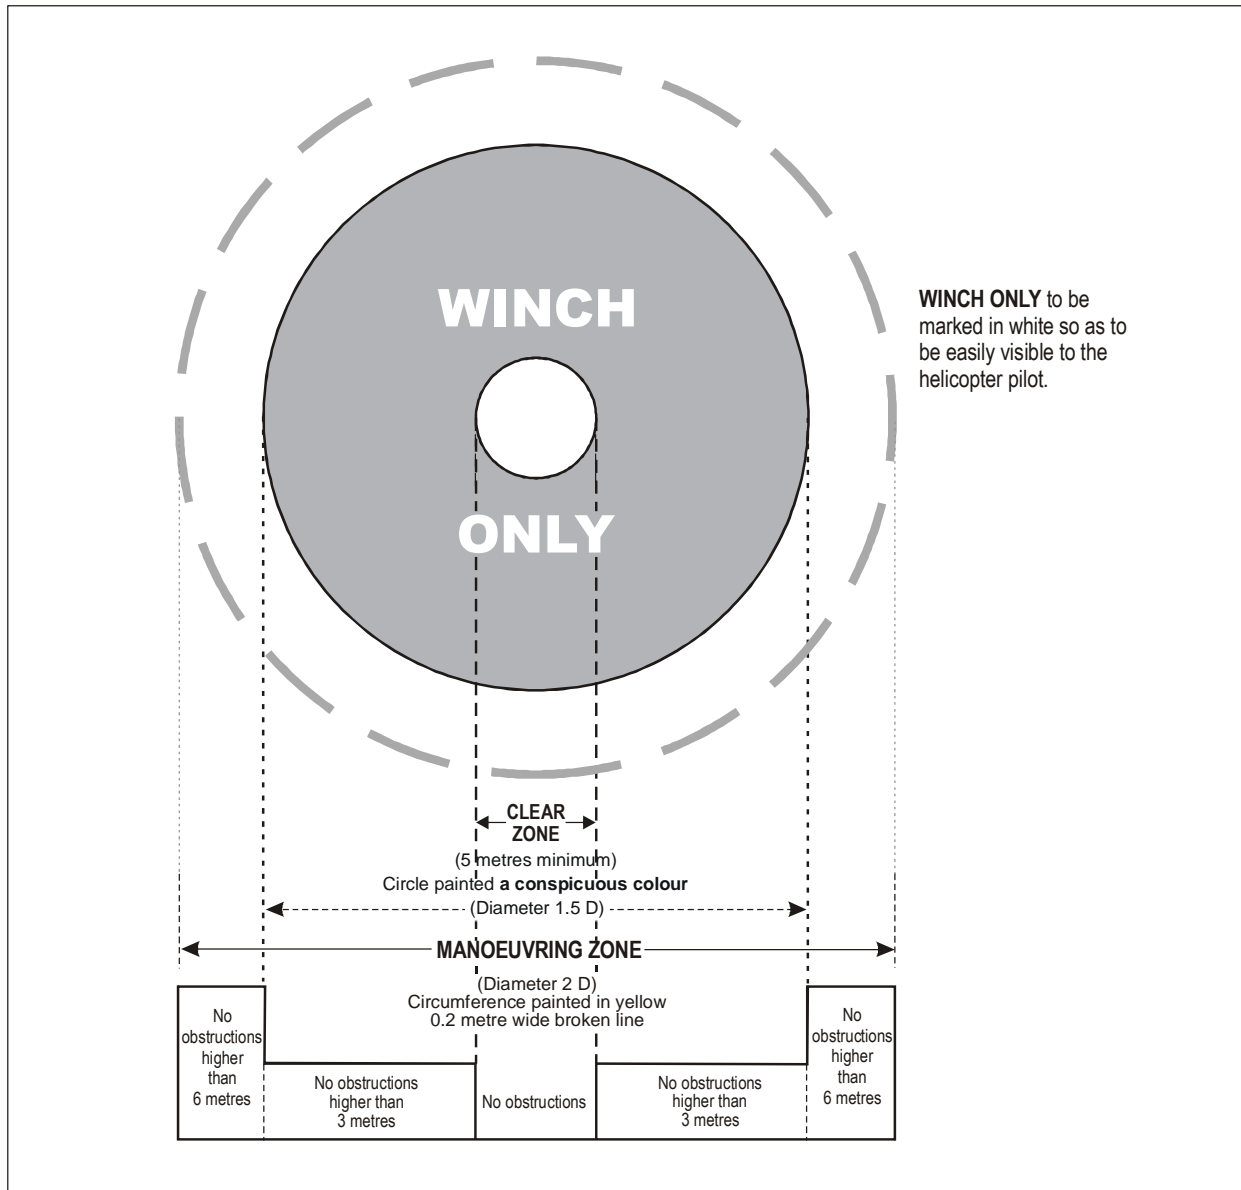 WINCH
ONLY
WINCH ONLY to be
marked in white so as to
be easily visible to the
helicopter pilot.
CLEAR
ZONE
(5 metres minimum)
Circle painted a conspicuous colour
(Diameter 1.5 D)
MANOEUVRING ZONE
(Diameter 2 D)
Circumference painted in yellow
0.2 metre wide broken line
No
obstructions
higher
than
6 metres
No obstructions
higher than
3 metres
No obstructions
No obstructions
higher than
3 metres
No
obstructions
higher
than
6 metres